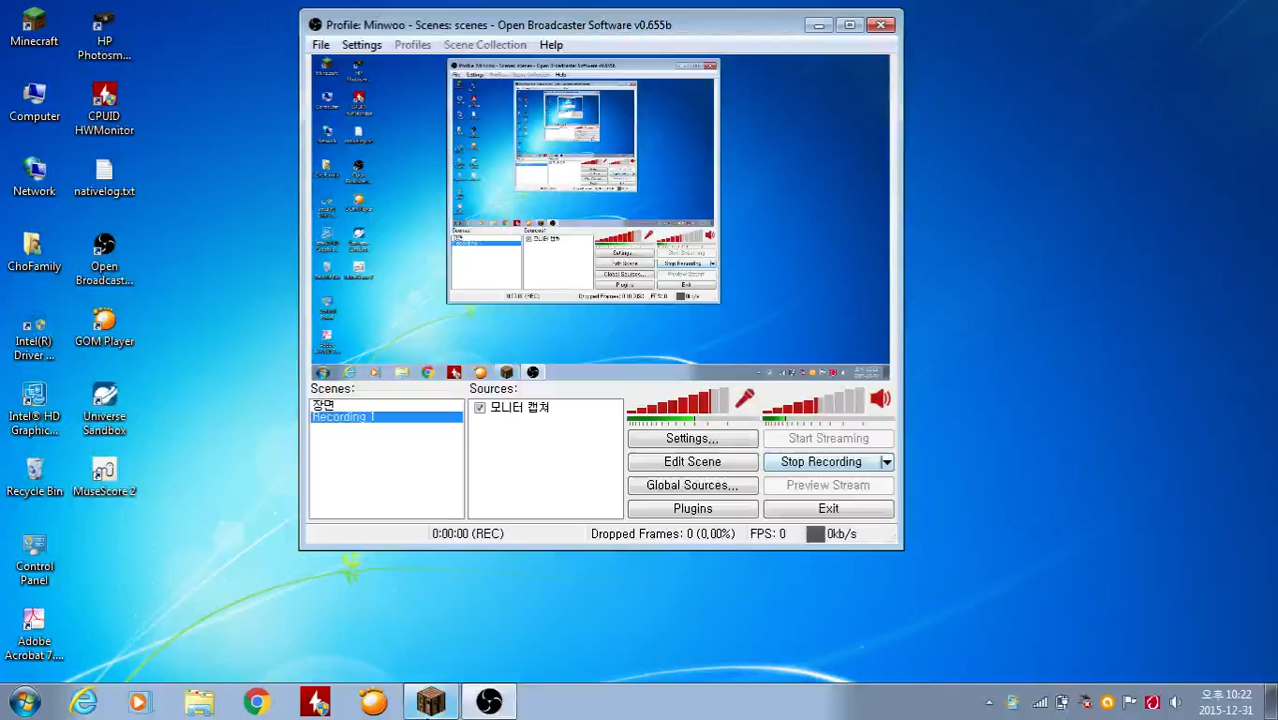 Profile: Minwoo - Scenes: scenes - Open Broadcaster Software v0.655b
File Settings Profiles Scene Collection Help
Minecraft
HP Photosm...
Computer
CPUID HWMonitor
Network
nativelog.txt
Open Broadcast...
Intel(R) Driver ...
GOM Player
Intel® HD Graphic...
Universe Sandbox
Recycle Bin
MuseScore 2
Control Panel
Adobe Acrobat 7....
Scenes:
장면
Recording 1
Sources:
모니터 캡쳐
Settings...
Start Streaming
Edit Scene
Stop Recording
Global Sources...
Preview Stream
Plugins
Exit
0:00:00 (REC)
Dropped Frames: 0 (0.00%)
FPS: 0
0kb/s
오후 10:22
2015-12-31